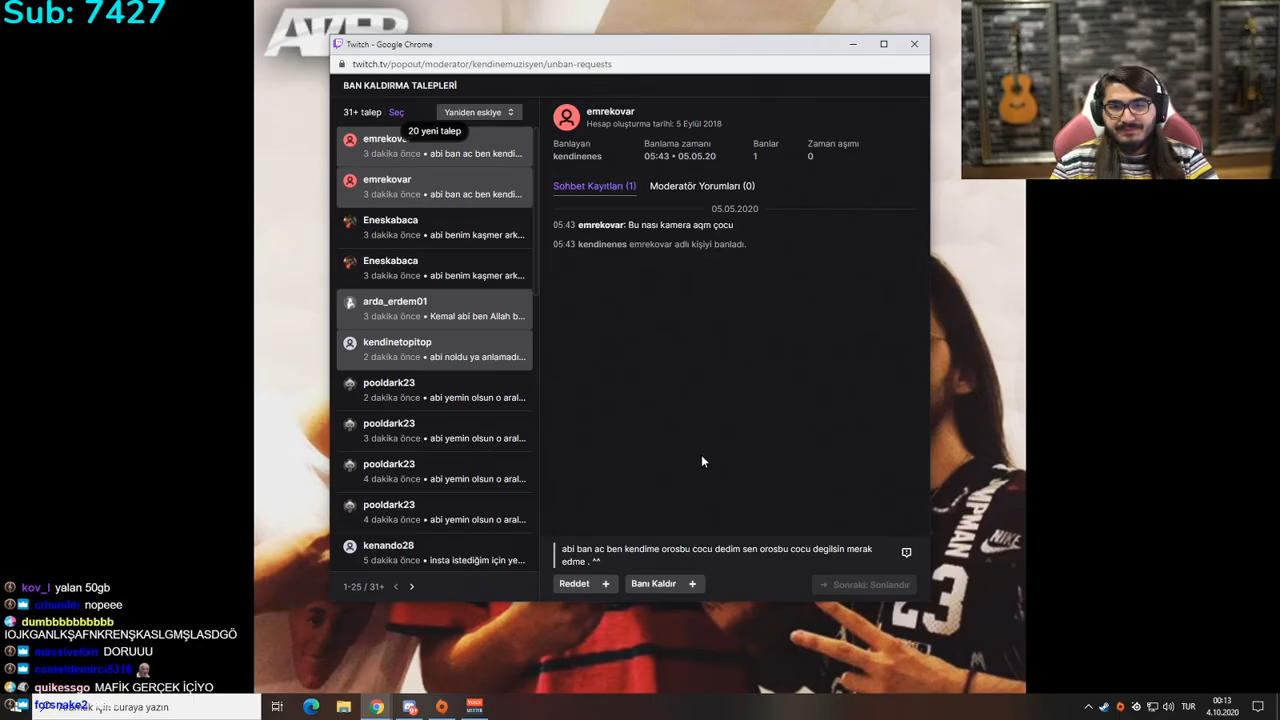 Sub: 7427
Twitch - Google Chrome
twitch.tv/popout/moderator/kendinemuzisyen/unban-requests
BAN KALDIRMA TALEPLERİ
31+ talep Seç Yaniden eskiye
20 yeni talep
3 dakika önce • abi ban ac ben kendi...
emrekovar
3 dakika önce • abi ban ac ben kendi...
Eneskabaca
3 dakika önce • abi benim kaşmer ark...
Eneskabaca
3 dakika önce • abi benim kaşmer ark...
arda_erdem01
3 dakika önce • Kemal abi ben Allah b...
kendinetopitop
2 dakika önce • abi noldu ya anlamadı...
pooldark23
2 dakika önce • abi yemin olsun o aral...
pooldark23
3 dakika önce • abi yemin olsun o aral...
pooldark23
4 dakika önce • abi yemin olsun o aral...
pooldark23
4 dakika önce • abi yemin olsun o aral...
kenando28
5 dakika önce • insta istediğim için ye...
1-25 / 31+
emrekovar
Hesap oluşturma tarihi: 5 Eylül 2018
Banlayan Banlama zamanı Banlar Zaman aşımı
kendinenes 05:43 • 05.05.20 1 0
Sohbet Kayıtları (1) Moderatör Yorumları (0)
05.05.2020
05:43 emrekovar: Bu nası kamera aqm çocu
05:43 kendinenes emrekovar adlı kişiyi banladı.
abi ban ac ben kendime orosbu cocu dedim sen orosbu cocu degilsin merak
edme . ^^
Reddet + Banı Kaldır + Sonraki: Sonlandır
kov_l yalan 50gb
nopeee
dumbbbbbbbbbb
IOJKGANLKŞAFNKRENŞKASLGMŞLASDGÖ
DORUUU
quikessgo MAFİK GERÇEK İÇİYO
forsnake2
Aramak için buraya yazın
TUR
00:13
4.10.2020